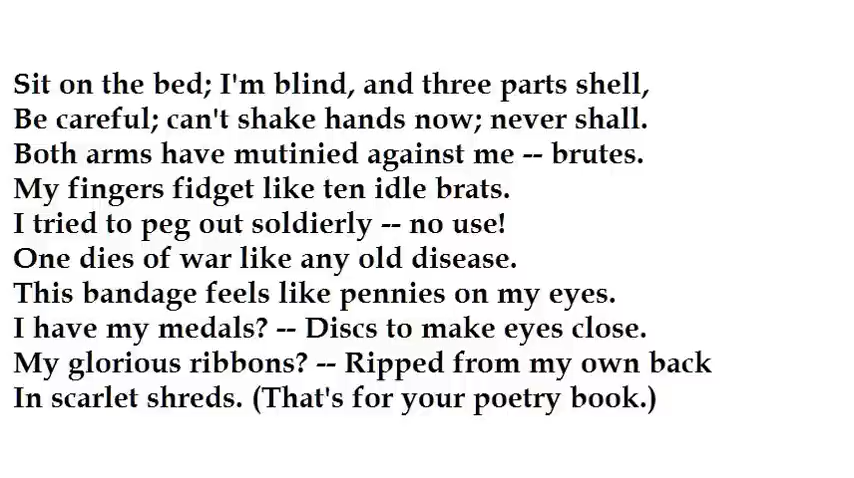 Sit on the bed; I'm blind, and three parts shell,
Be careful; can't shake hands now; never shall.
Both arms have mutinied against me -- brutes.
My fingers fidget like ten idle brats.
I tried to peg out soldierly -- no use!
One dies of war like any old disease.
This bandage feels like pennies on my eyes.
I have my medals? -- Discs to make eyes close.
My glorious ribbons? -- Ripped from my own back
In scarlet shreds. (That's for your poetry book.)